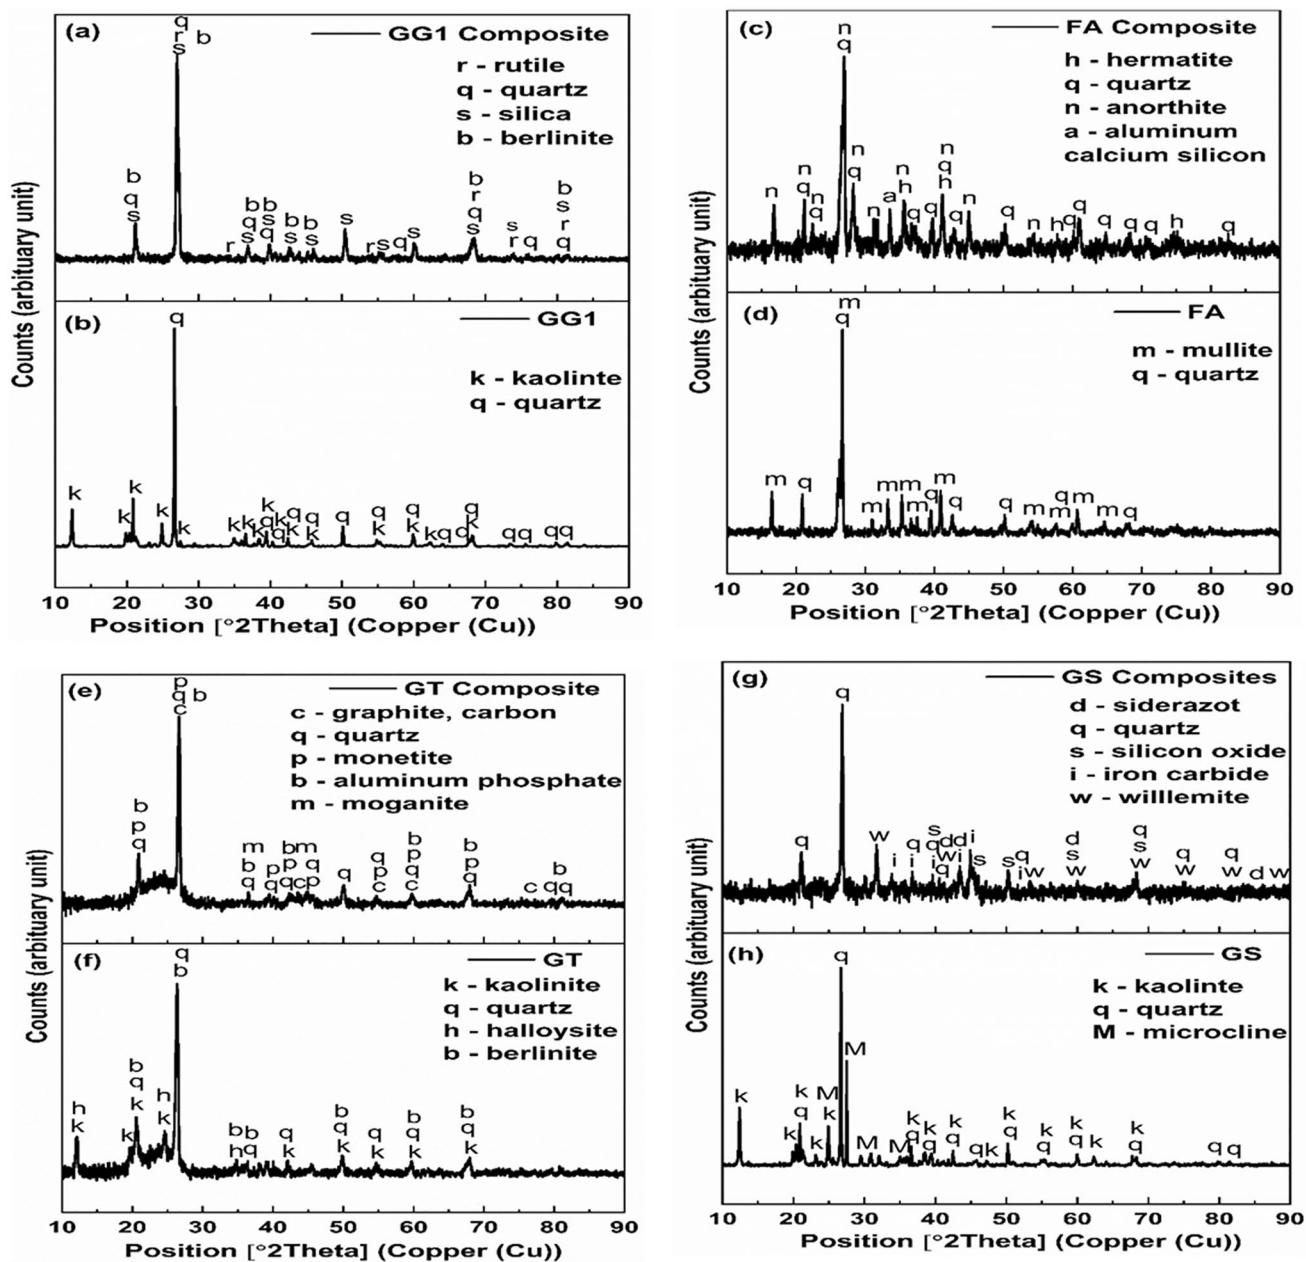 (a)
GG1 Composite
r - rutile
q - quartz
s - silica
b - berlinite
q
r b
s
b
q
s
r
b
q
s
b
s
q
b
s
b
s
s
r
s
q
s
b
r
q
s
s
r q
b
s
r
q
Counts (arbituary unit)
(b)
GG1
k - kaolinte
q - quartz
q
k
k
k
k
k
k
k
k
k
q
k
k
q
q
k
q
k
q
q
k
q
k
k
q
q
q
k
q
q
q
q
10 20 30 40 50 60 70 80 90
Position [°2Theta] (Copper (Cu))
(c)
FA Composite
h - hermatite
q - quartz
n - anorthite
a - aluminum
calcium silicon
n
q
n
n
q
n
q
n
q
n
a
n
h
q
q
n
q
h
q
n
q
n
h
q
q
q
q
q
h
q
Counts (arbituary unit)
(d)
FA
m - mullite
q - quartz
m
q
m
q
m
m
m
m
q
m
q
q
m
m
q
m
m
q
10 20 30 40 50 60 70 80 90
Position [°2Theta] (Copper (Cu))
(e)
GT Composite
c - graphite, carbon
q - quartz
p - monetite
b - aluminum phosphate
m - moganite
p
q b
c
b
p
q
m
b
q
p
q
b
p
q
m
c
q
p
q
q
p
c
b
p
q
c
b
p
q
c
q
b
q
Counts (arbituary unit)
(f)
GT
k - kaolinite
q - quartz
h - halloysite
b - berlinite
q
b
h
k
k
b
q
k
h
k
b
h
b
q
q
k
b
q
k
q
k
b
q
k
b
q
k
10 20 30 40 50 60 70 80 90
Position [°2Theta] (Copper (Cu))
(g)
GS Composites
d - siderazot
q - quartz
s - silicon oxide
i - iron carbide
w - willlemite
q
q
w
i
q
i
s
q
i
d
w
q
d
i
i
s
s
q
i
w
d
s
w
q
s
w
q
w
q
w
d
w
Counts (arbituary unit)
(h)
GS
k - kaolinte
q - quartz
M - microcline
q
M
k
k
k
q
k
M
k
M
M
k
q
k
q
k
q
q
k
k
q
k
q
k
q
k
k
q
q
q
10 20 30 40 50 60 70 80 90
Position [°2Theta] (Copper (Cu))